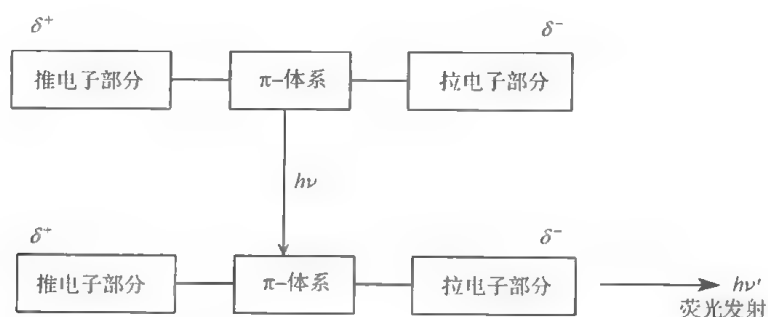 δ⁺ δ⁻
推电子部分 π-体系 拉电子部分
hν
δ⁺ δ⁻
推电子部分 π-体系 拉电子部分 hν'
荧光发射